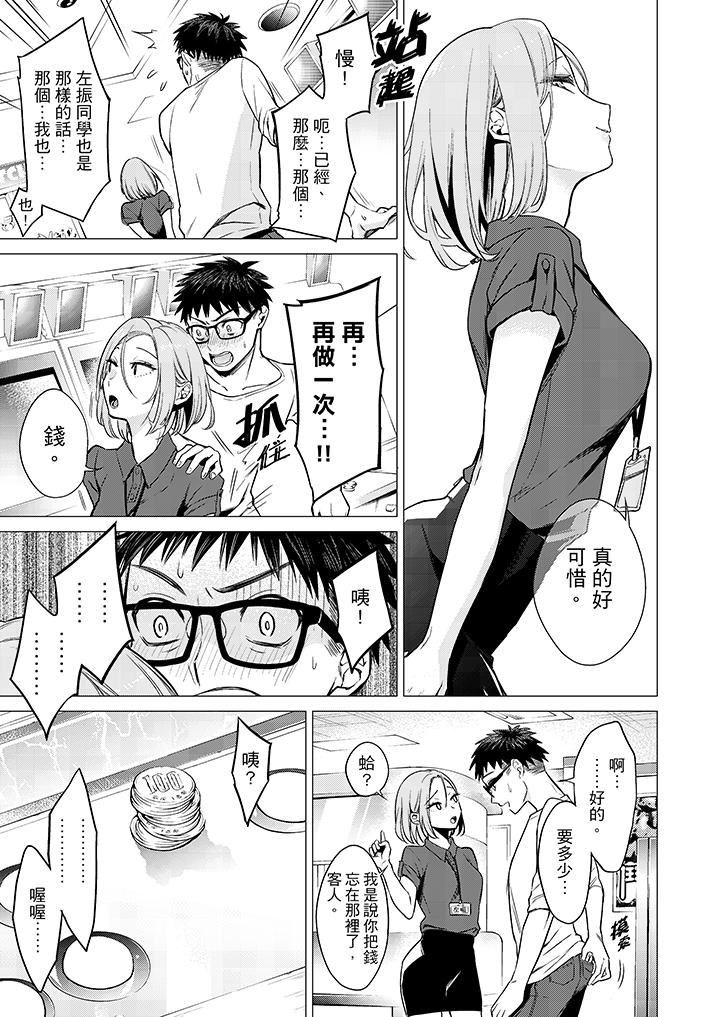 站起
真的好
可惜。
慢！
呃…已經、
那麼…那個…
左振同學也是
那樣的話…
那個…我也…
也！
再…
再做一次…!!
抓住
錢。
咦！
…………
…………
啊…
……好的。
要多少…
摸索
蛤？
我是說你把錢
忘在那裡了，
客人。
咦？
100
…………
…………
喔喔……